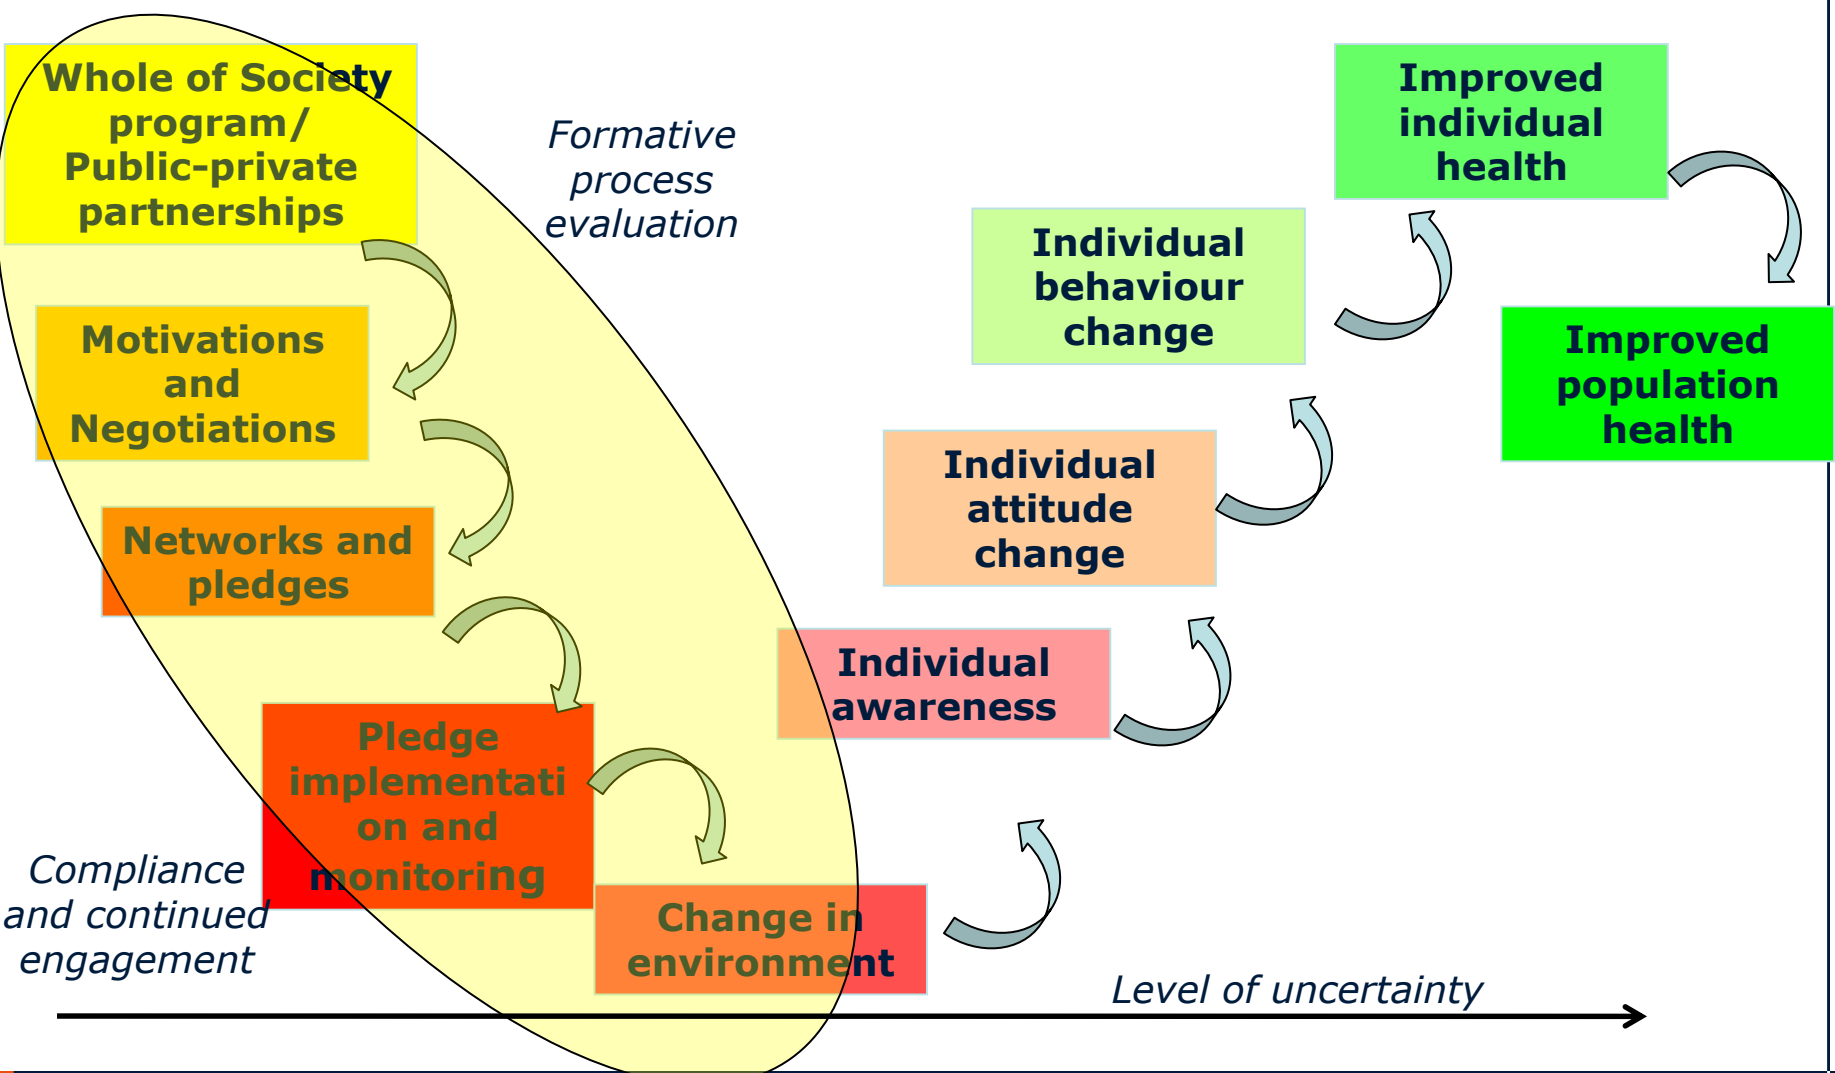 Whole of Society
program/
Public-private
partnerships
Formative
process
evaluation
Motivations
and
Negotiations
Networks and
pledges
Pledge
implementati
on and
monitoring
Compliance
and continued
engagement
Change in
environment
Individual
awareness
Individual
attitude
change
Individual
behaviour
change
Improved
individual
health
Improved
population
health
Level of uncertainty